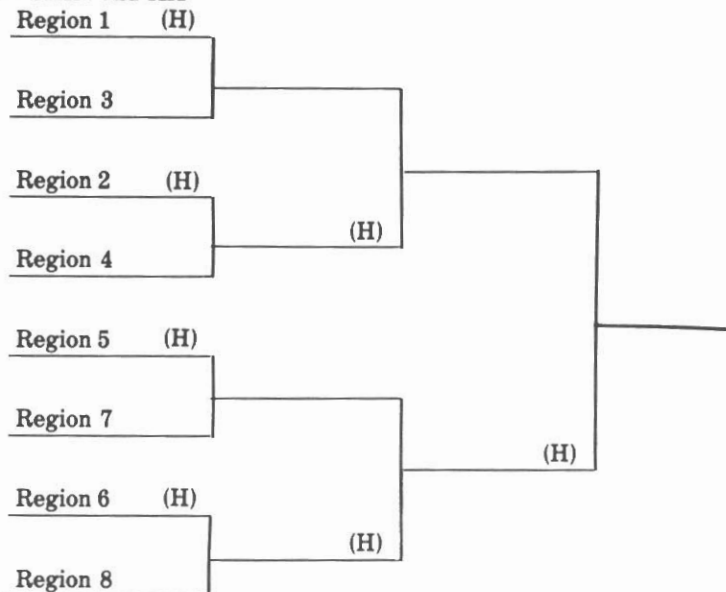 Region 1 (H)
Region 3
Region 2 (H)
(H)
Region 4
Region 5 (H)
Region 7
(H)
Region 6 (H)
(H)
Region 8